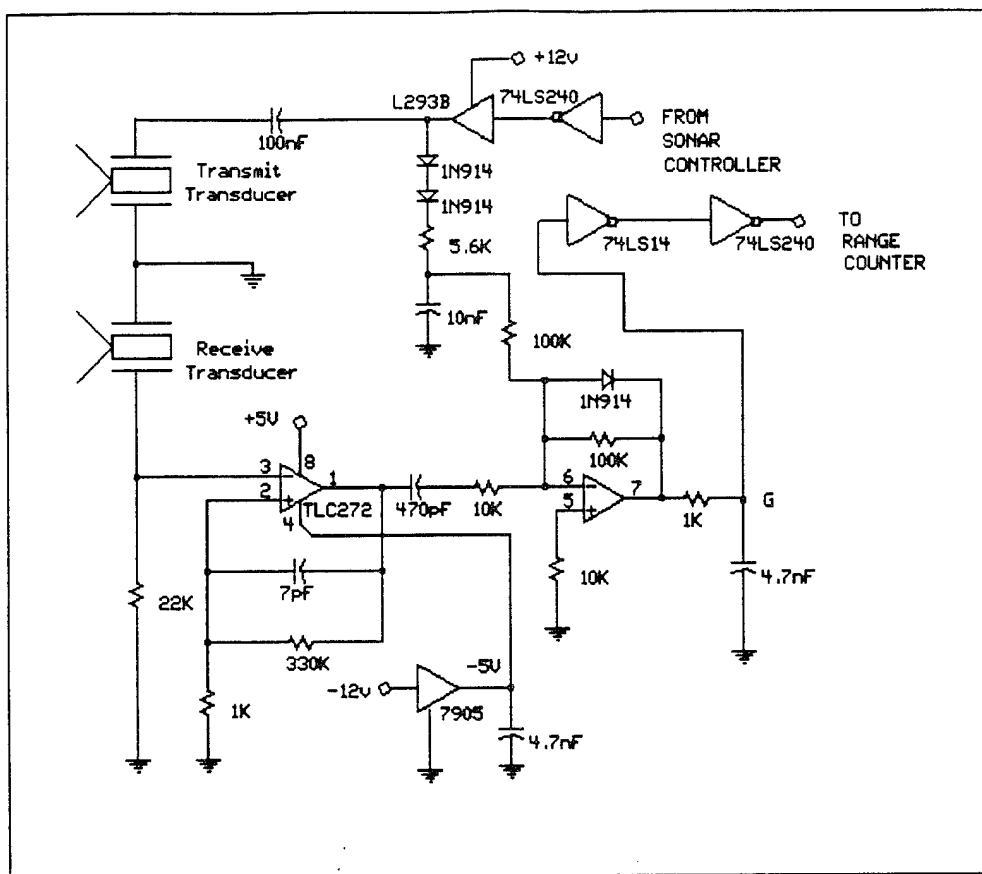 +12v
L293B
74LS240
FROM
SONAR
CONTROLLER
100nF
Transmit
Transducer
1N914
1N914
5.6K
74LS14
74LS240
TO
RANGE
COUNTER
10nF
100K
Receive
Transducer
1N914
+5V
100K
3
8
1
2
TLC272
4
470pF
10K
6
7
5
1K
G
7pF
10K
4.7nF
22K
330K
-5V
-12v
7905
1K
4.7nF